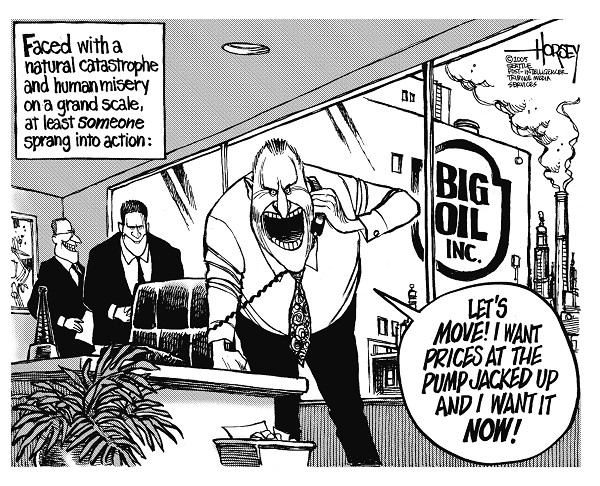 FACED WITH A
NATURAL CATASTROPHE
AND HUMAN MISERY
ON A GRAND SCALE,
AT LEAST SOMEONE
SPRANG INTO ACTION:
HORSEY
©2005
SEATTLE
POST-INTELLIGENCER
TRIBUNE MEDIA
SERVICES
BIG
OIL
INC.
LET'S
MOVE! I WANT
PRICES AT THE
PUMP JACKED UP
AND I WANT IT
NOW!